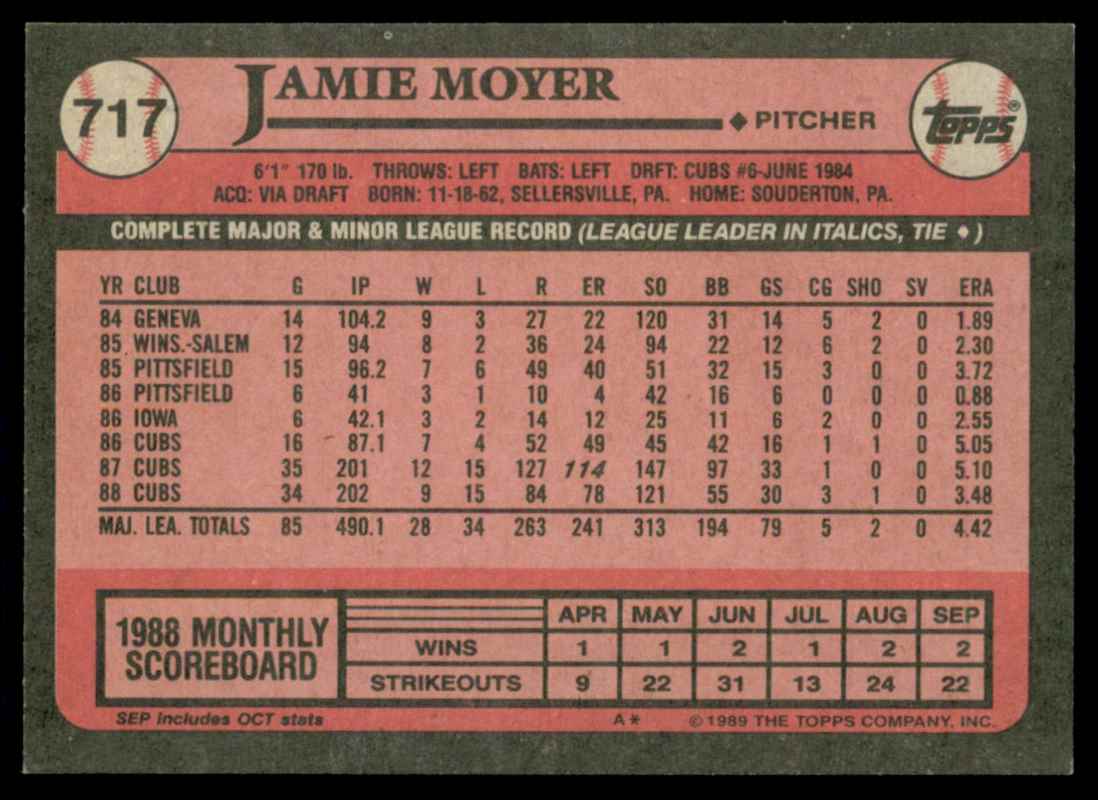 717
JAMIE MOYER
◆ PITCHER
topps®
6'1" 170 lb. THROWS: LEFT BATS: LEFT DRFT: CUBS #6-JUNE 1984
ACQ: VIA DRAFT BORN: 11-18-62, SELLERSVILLE, PA. HOME: SOUDERTON, PA.
COMPLETE MAJOR & MINOR LEAGUE RECORD (LEAGUE LEADER IN ITALICS, TIE ♦)
YR CLUB G IP W L R ER SO BB GS CG SHO SV ERA
84 GENEVA 14 104.2 9 3 27 22 120 31 14 5 2 0 1.89
85 WINS.-SALEM 12 94 8 2 36 24 94 22 12 6 2 0 2.30
85 PITTSFIELD 15 96.2 7 6 49 40 51 32 15 3 0 0 3.72
86 PITTSFIELD 6 41 3 1 10 4 42 16 6 0 0 0 0.88
86 IOWA 6 42.1 3 2 14 12 25 11 6 2 0 0 2.55
86 CUBS 16 87.1 7 4 52 49 45 42 16 1 1 0 5.05
87 CUBS 35 201 12 15 127 114 147 97 33 1 0 0 5.10
88 CUBS 34 202 9 15 84 78 121 55 30 3 1 0 3.48
MAJ. LEA. TOTALS 85 490.1 28 34 263 241 313 194 79 5 2 0 4.42
1988 MONTHLY
SCOREBOARD
APR MAY JUN JUL AUG SEP
WINS 1 1 2 1 2 2
STRIKEOUTS 9 22 31 13 24 22
SEP includes OCT stats
A*
© 1989 THE TOPPS COMPANY, INC.